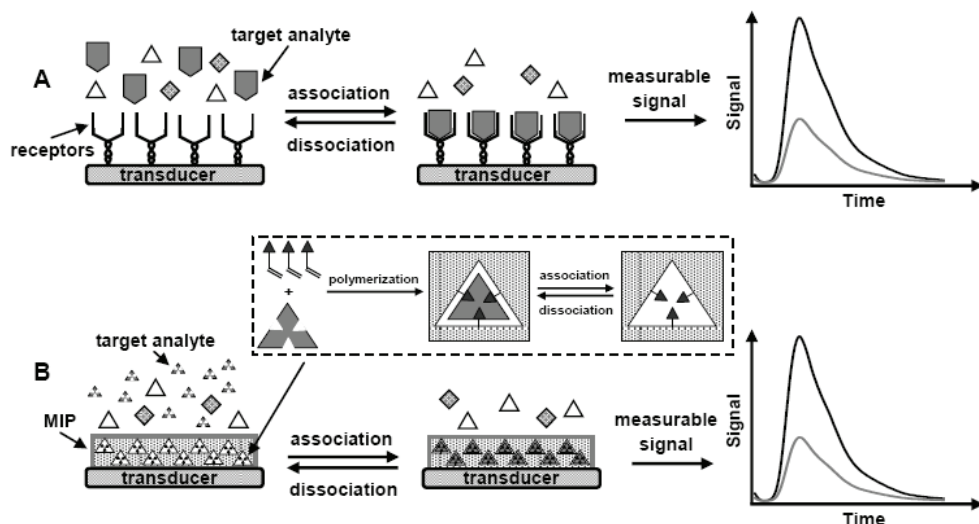 target analyte
A
receptors
transducer
association
dissociation
transducer
measurable
signal
Signal
Time
+
polymerization
association
dissociation
target analyte
B
MIP
transducer
association
dissociation
transducer
measurable
signal
Signal
Time